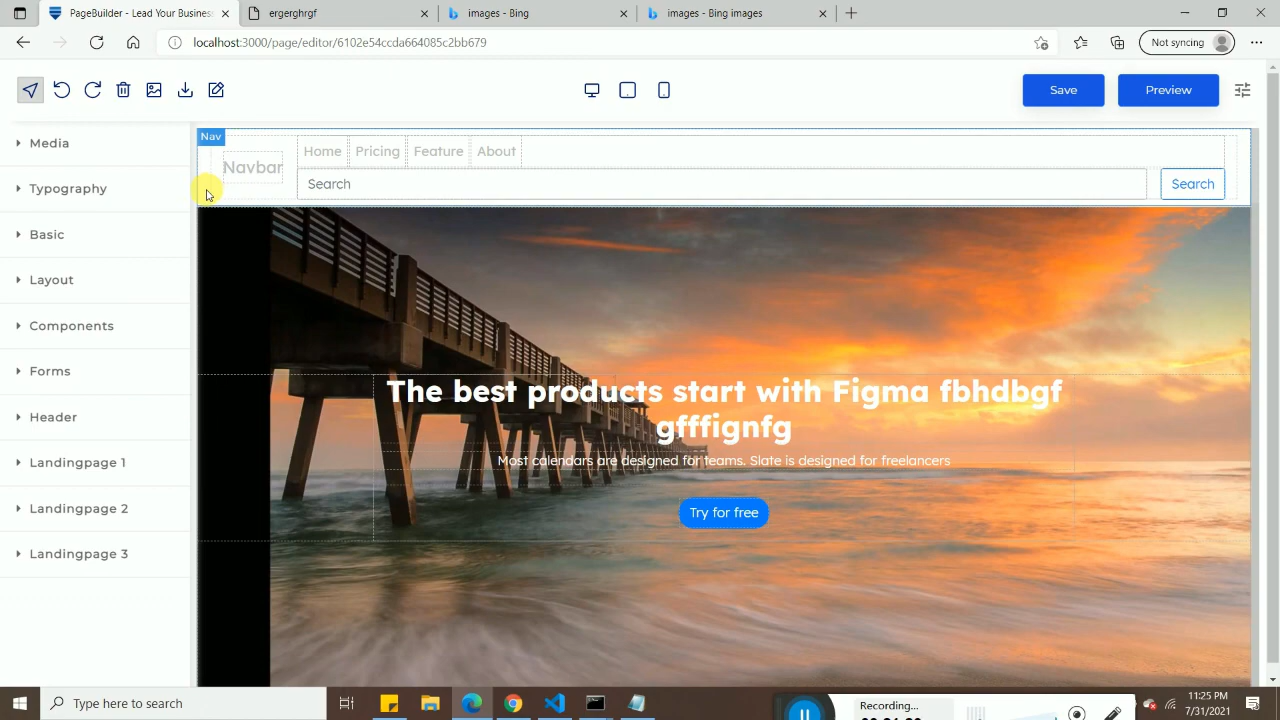 PageBuilder - Lead Your Busines
ergerghrgf
images - Bing
images - Bing images
localhost:3000/page/editor/6102e54ccda664085c2bb679
Not syncing
Save
Preview
Media
Typography
Basic
Layout
Components
Forms
Header
Landingpage 1
Landingpage 2
Landingpage 3
Nav
Navbar
Home
Pricing
Feature
About
Search
Search
The best products start with Figma fbhdbgf
gfffignfg
Most calendars are designed for teams. Slate is designed for freelancers
Try for free
Type here to search
Recording...
11:25 PM
7/31/2021